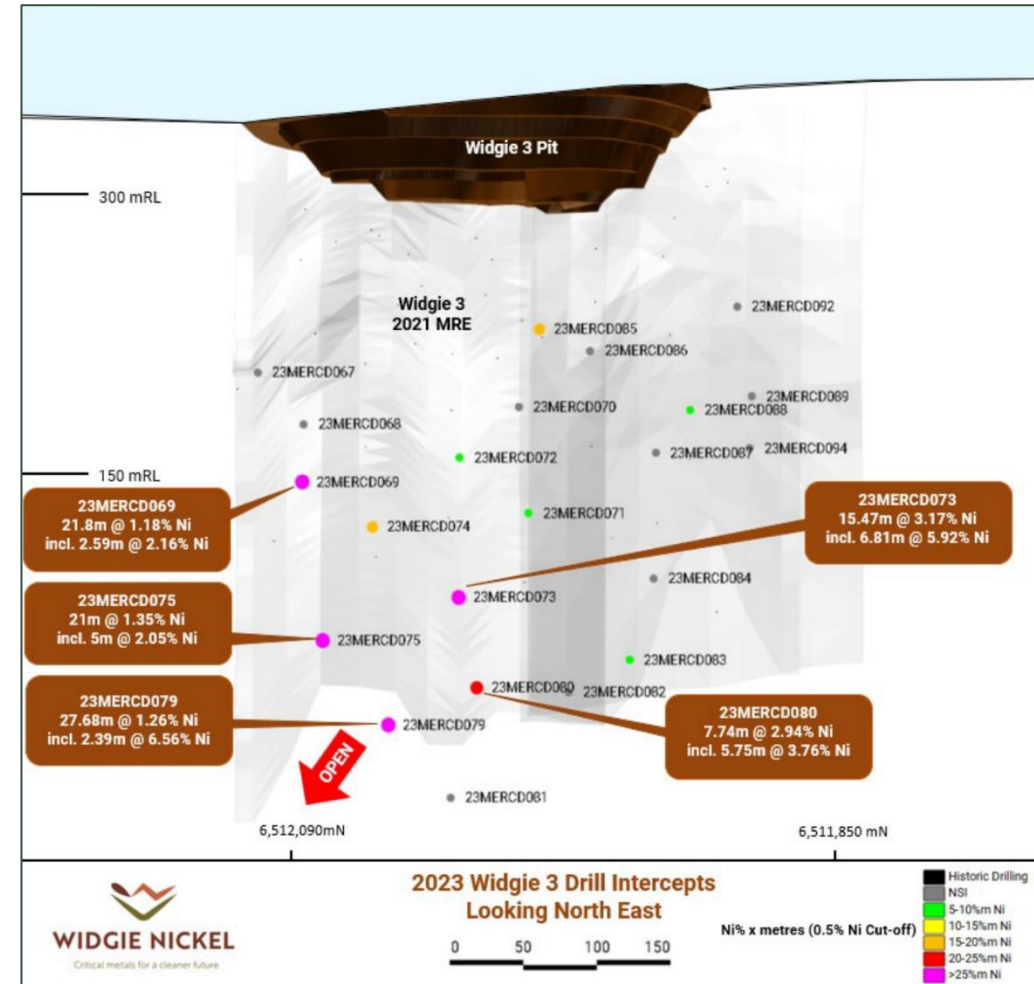 Widgie 3 Pit
300 mRL
Widgie 3
2021 MRE
23MERCD092
23MERCD085
23MERCD086
23MERCD067
23MERCD089
23MERCD070
23MERCD088
23MERCD068
23MERCD094
23MERCD087
23MERCD072
150 mRL
23MERCD069
23MERCD069
21.8m @ 1.18% Ni
incl. 2.59m @ 2.16% Ni
23MERCD073
15.47m @ 3.17% Ni
incl. 6.81m @ 5.92% Ni
23MERCD071
23MERCD074
23MERCD084
23MERCD073
23MERCD075
21m @ 1.35% Ni
incl. 5m @ 2.05% Ni
23MERCD075
23MERCD083
23MERCD080
23MERCD082
23MERCD079
27.68m @ 1.26% Ni
incl. 2.39m @ 6.56% Ni
23MERCD079
23MERCD080
7.74m @ 2.94% Ni
incl. 5.75m @ 3.76% Ni
OPEN
23MERCD081
6,512,090mN
6,511,850 mN
WIDGIE NICKEL
Critical metals for a cleaner future
2023 Widgie 3 Drill Intercepts
Looking North East
0 50 100 150
Ni% x metres (0.5% Ni Cut-off)
Historic Drilling
NSI
5-10%m Ni
10-15%m Ni
15-20%m Ni
20-25%m Ni
>25%m Ni